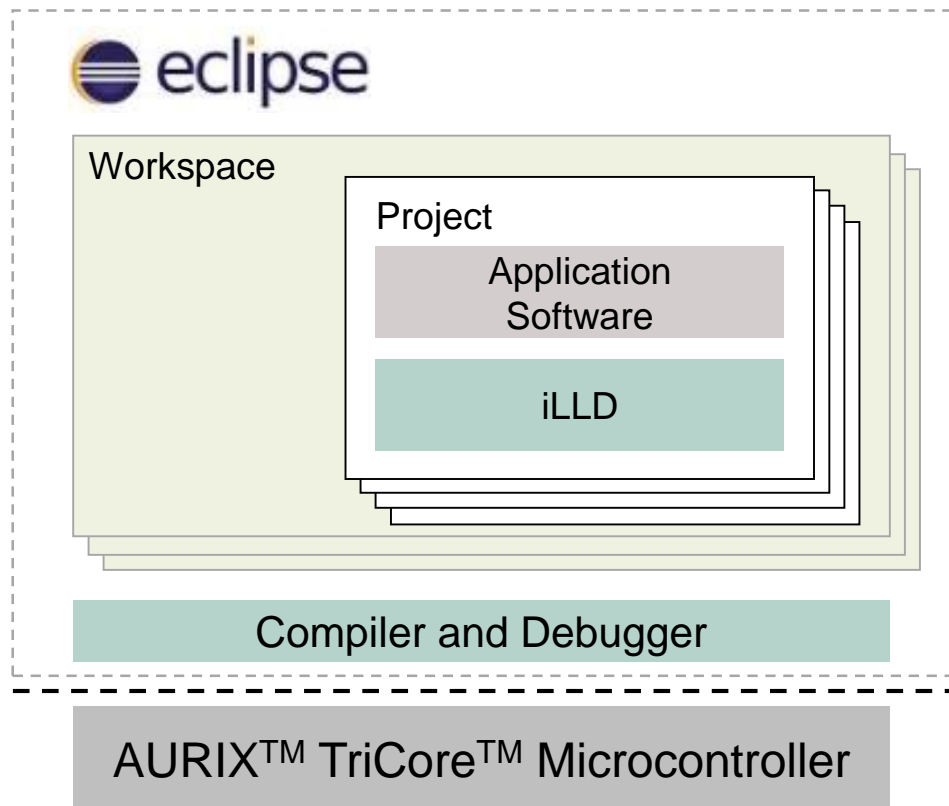 eclipse
Workspace
Project
Application
Software
iLLD
Compiler and Debugger
AURIX™ TriCore™ Microcontroller